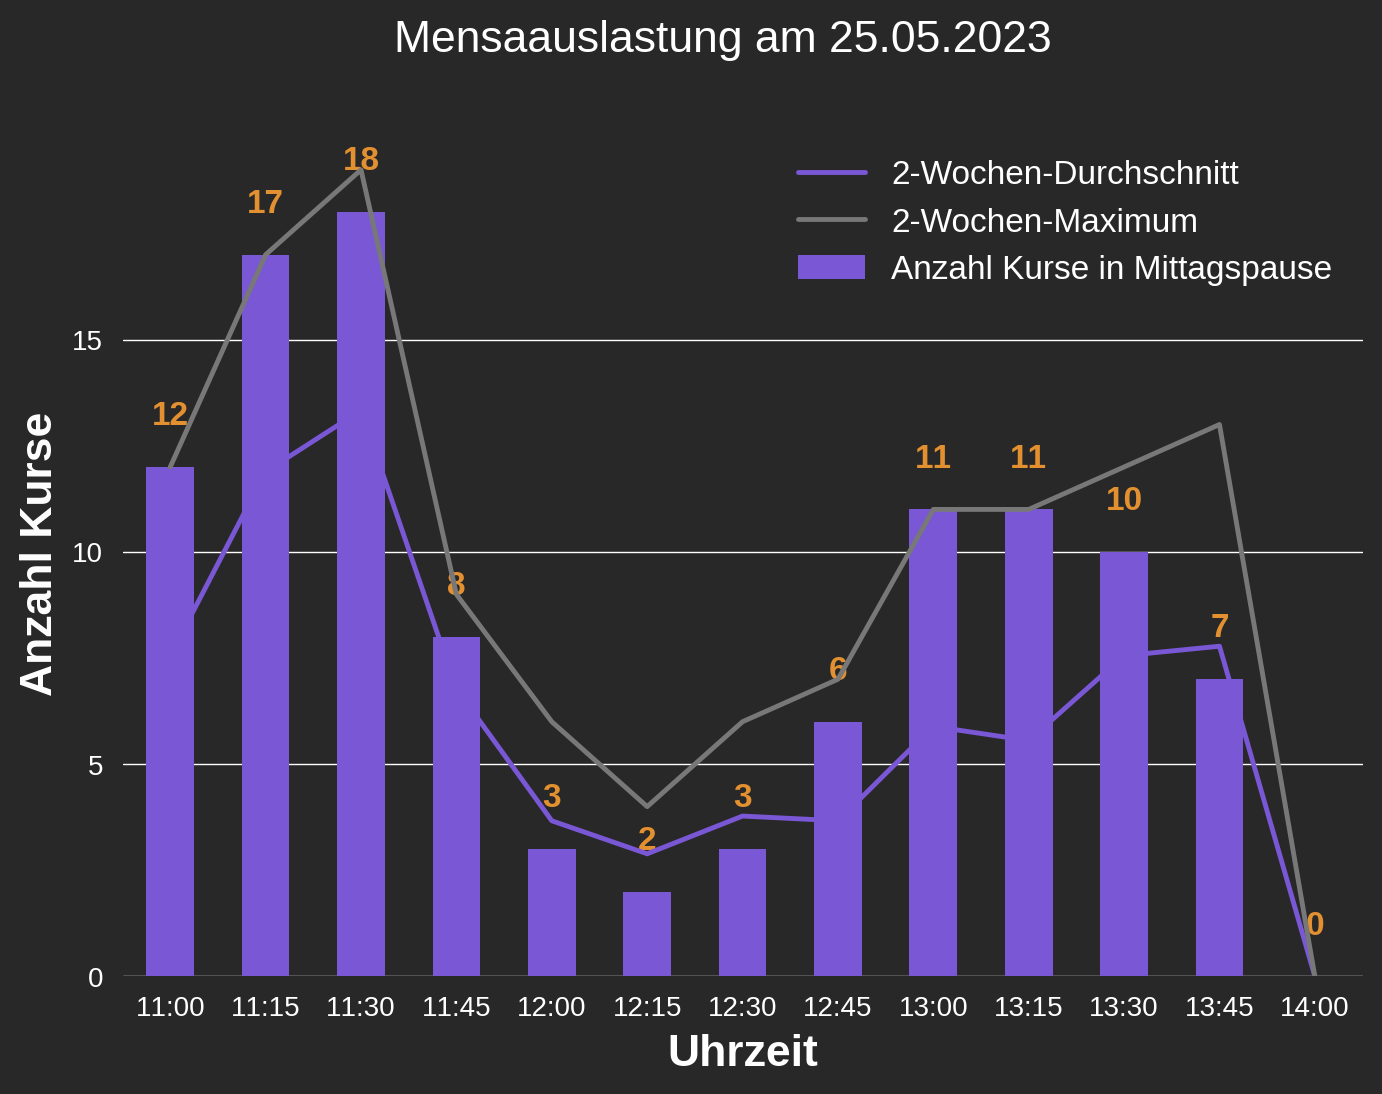 Mensaauslastung am 25.05.2023
2-Wochen-Durchschnitt
2-Wochen-Maximum
Anzahl Kurse in Mittagspause
Anzahl Kurse
15
10
5
0
12
17
18
8
3
2
3
6
11
11
10
7
0
11:00 11:15 11:30 11:45 12:00 12:15 12:30 12:45 13:00 13:15 13:30 13:45 14:00
Uhrzeit